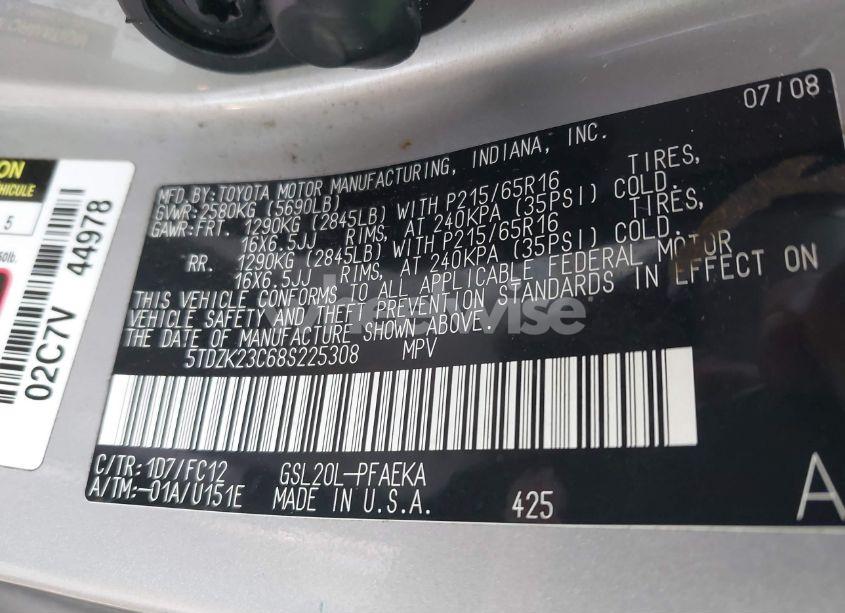 07/08
MFD.BY:TOYOTA MOTOR MANUFACTURING, INDIANA, INC.
GVWR:2580KG (5690LB)
GAWR:FRT. 1290KG (2845LB) WITH P215/65R16 TIRES,
16X6.5JJ RIMS, AT 240KPA (35PSI) COLD.
RR. 1290KG (2845LB) WITH P215/65R16 TIRES,
16X6.5JJ RIMS, AT 240KPA (35PSI) COLD.
THIS VEHICLE CONFORMS TO ALL APPLICABLE FEDERAL MOTOR
VEHICLE SAFETY AND THEFT PREVENTION STANDARDS IN EFFECT ON
THE DATE OF MANUFACTURE SHOWN ABOVE.
5TDZK23C68S225308 MPV
C/TR: 1D7/FC12 GSL20L-PFAEKA
A/TM:-01A/U151E MADE IN U.S.A. 425 A
ON
VEHICULE
5
50lb.
02C7V 44978